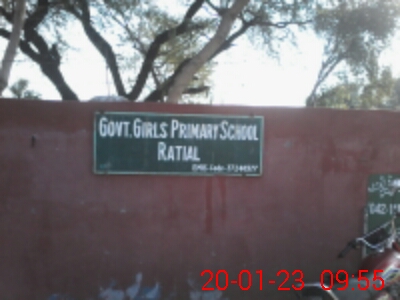 GOVT. GIRLS PRIMARY SCHOOL
RATIAL
20-01-23 09:55